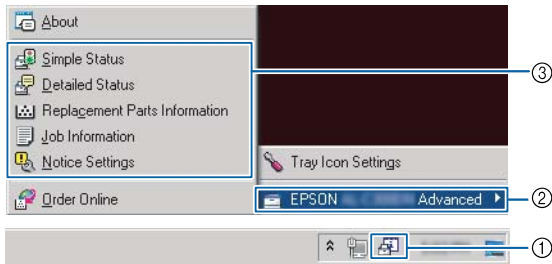 About
Simple Status
Detailed Status
Replacement Parts Information
Job Information
Notice Settings
Order Online
③
Tray Icon Settings
EPSON Advanced
②
①